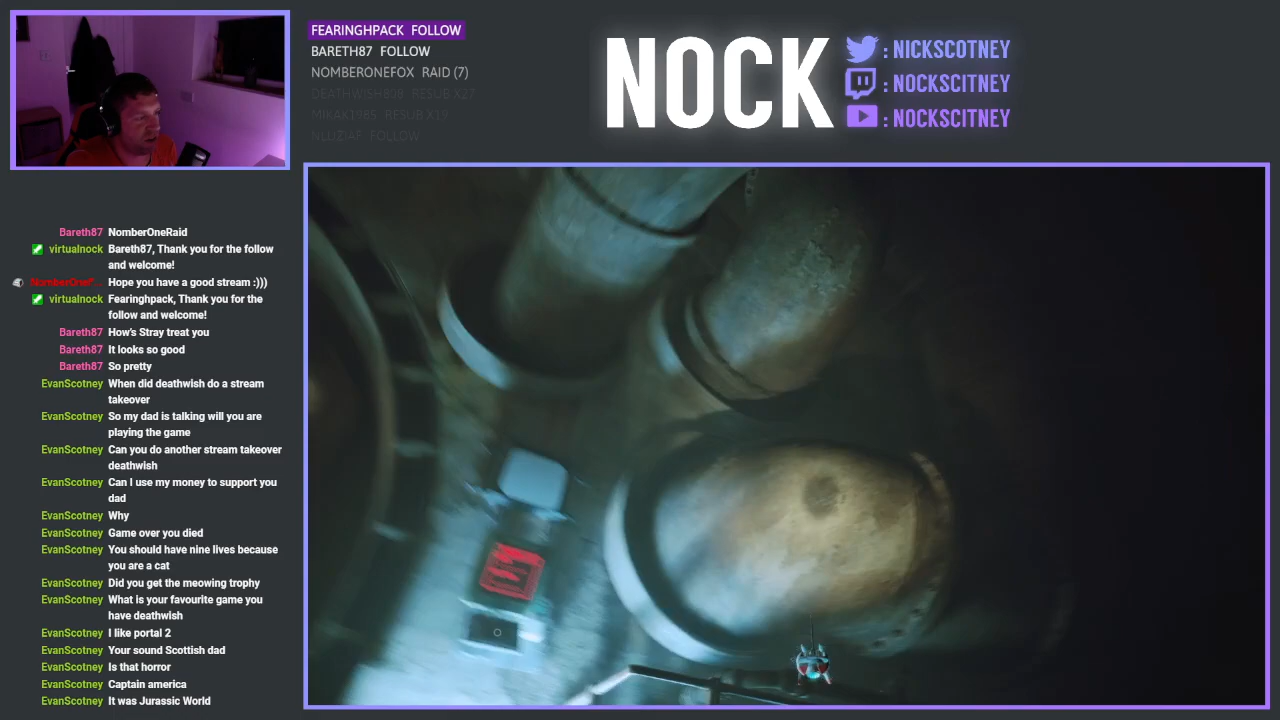 FEARINGHPACK FOLLOW
BARETH87 FOLLOW
NOMBERONEFOX RAID (7)
DEATHWISH808 RESUB X27
MIKAK1985 RESUB X19
NOCK
: NICKSCOTNEY
: NOCKSCITNEY
: NOCKSCITNEY
Bareth87 NomberOneRaid
virtualnock Bareth87, Thank you for the follow
and welcome!
NomberOneF... Hope you have a good stream :)))
virtualnock Fearinghpack, Thank you for the
follow and welcome!
Bareth87 How's Stray treat you
Bareth87 It looks so good
Bareth87 So pretty
EvanScotney When did deathwish do a stream
takeover
EvanScotney So my dad is talking will you are
playing the game
EvanScotney Can you do another stream takeover
deathwish
EvanScotney Can I use my money to support you
dad
EvanScotney Why
EvanScotney Game over you died
EvanScotney You should have nine lives because
you are a cat
EvanScotney Did you get the meowing trophy
EvanScotney What is your favourite game you
have deathwish
EvanScotney I like portal 2
EvanScotney Your sound Scottish dad
EvanScotney Is that horror
EvanScotney Captain america
EvanScotney It was Jurassic World